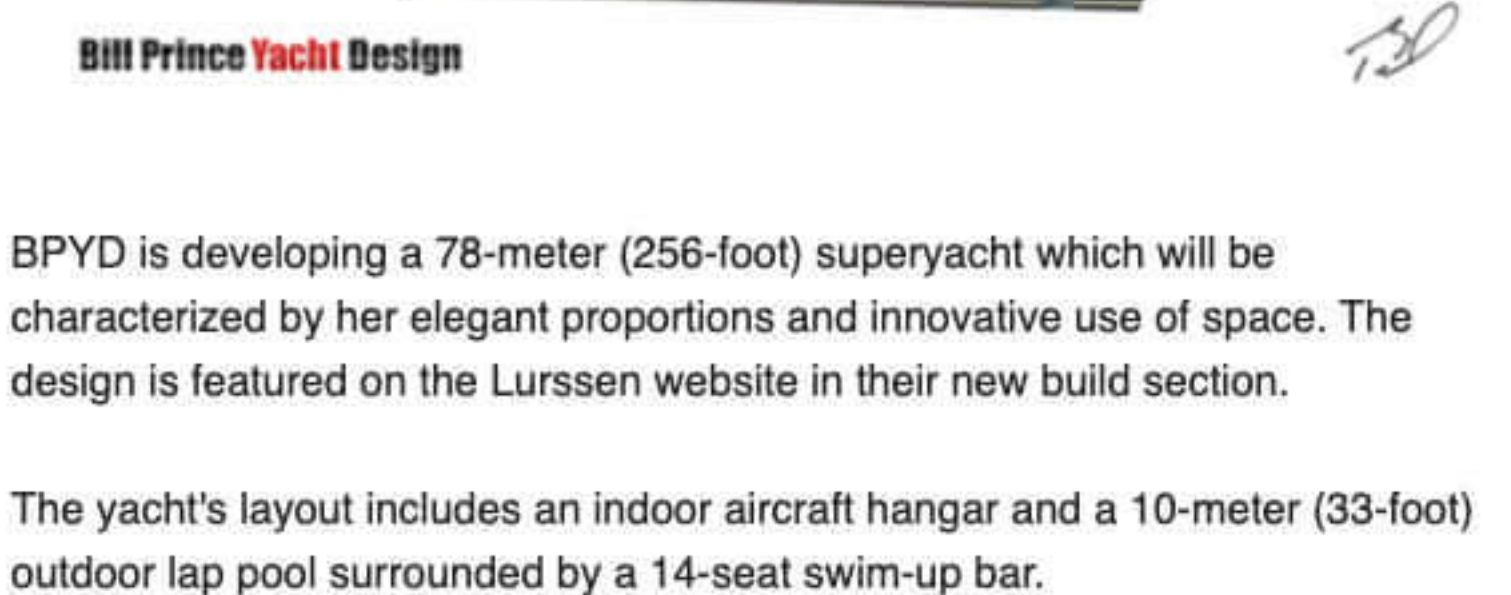 Bill Prince Yacht Design
BPYD is developing a 78-meter (256-foot) superyacht which will be
characterized by her elegant proportions and innovative use of space. The
design is featured on the Lurssen website in their new build section.
The yacht's layout includes an indoor aircraft hangar and a 10-meter (33-foot)
outdoor lap pool surrounded by a 14-seat swim-up bar.